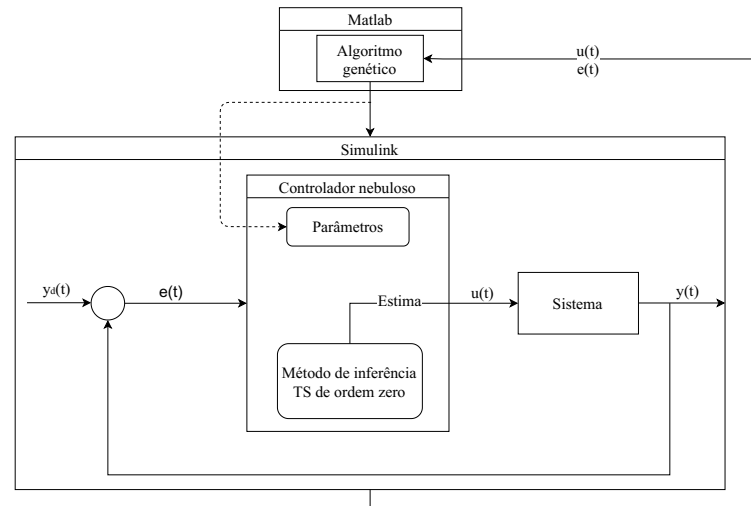 Matlab
Algoritmo
genético
u(t)
e(t)
Simulink
Controlador nebuloso
Parâmetros
yd(t)
e(t)
Estima
u(t)
Sistema
y(t)
Método de inferência
TS de ordem zero